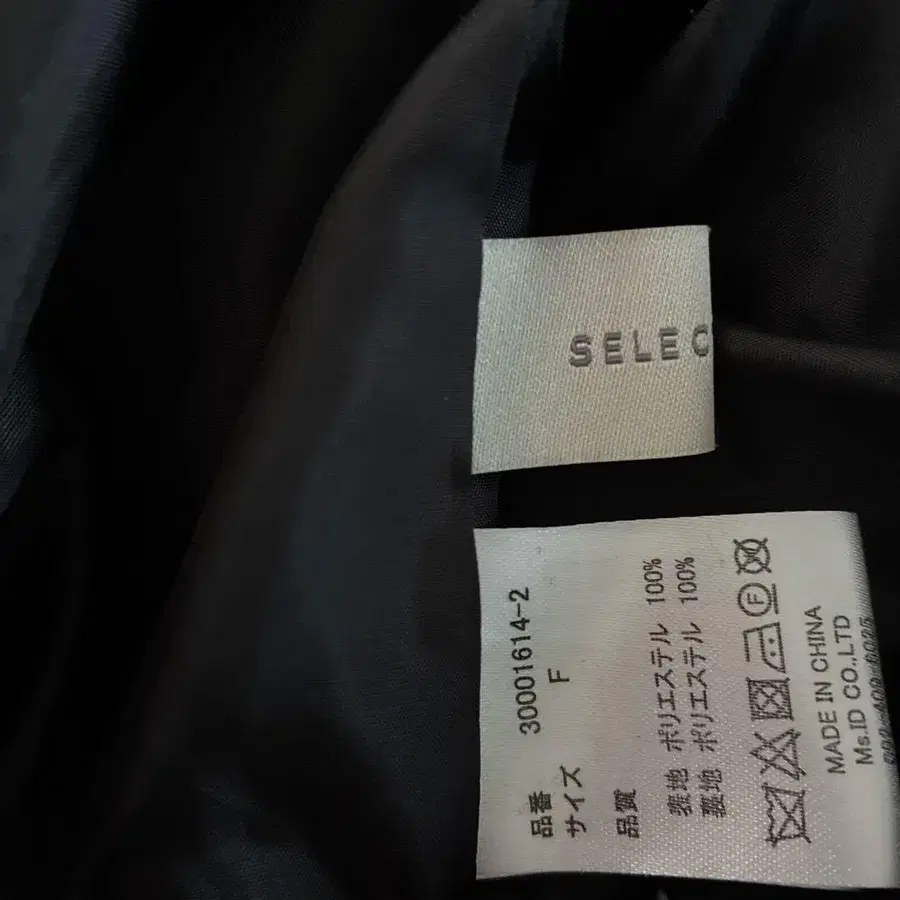 SELEC
品番 30001614-2
サイズ F
品質
表地 ポリエステル 100%
裏地 ポリエステル 100%
F
MADE IN CHINA
Ms.ID CO.,LTD